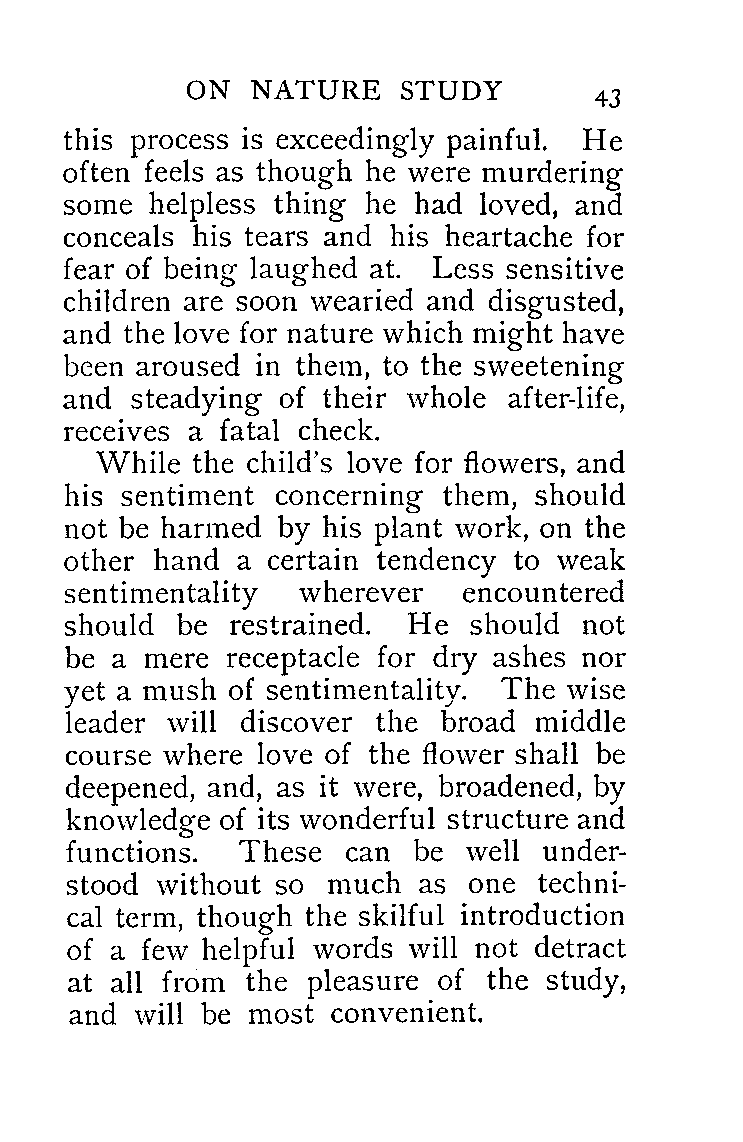 ON NATURE STUDY 43
this process is exceedingly painful. He
often feels as though he were murdering
some helpless thing he had loved, and
conceals his tears and his heartache for
fear of being laughed at. Less sensitive
children are soon wearied and disgusted,
and the love for nature which might have
been aroused in them, to the sweetening
and steadying of their whole after-life,
receives a fatal check.
While the child's love for flowers, and
his sentiment concerning them, should
not be harmed by his plant work, on the
other hand a certain tendency to weak
sentimentality wherever encountered
should be restrained. He should not
be a mere receptacle for dry ashes nor
yet a mush of sentimentality. The wise
leader will discover the broad middle
course where love of the flower shall be
deepened, and, as it were, broadened, by
knowledge of its wonderful structure and
functions. These can be well under-
stood without so much as one techni-
cal term, though the skilful introduction
of a few helpful words will not detract
at all from the pleasure of the study,
and will be most convenient.